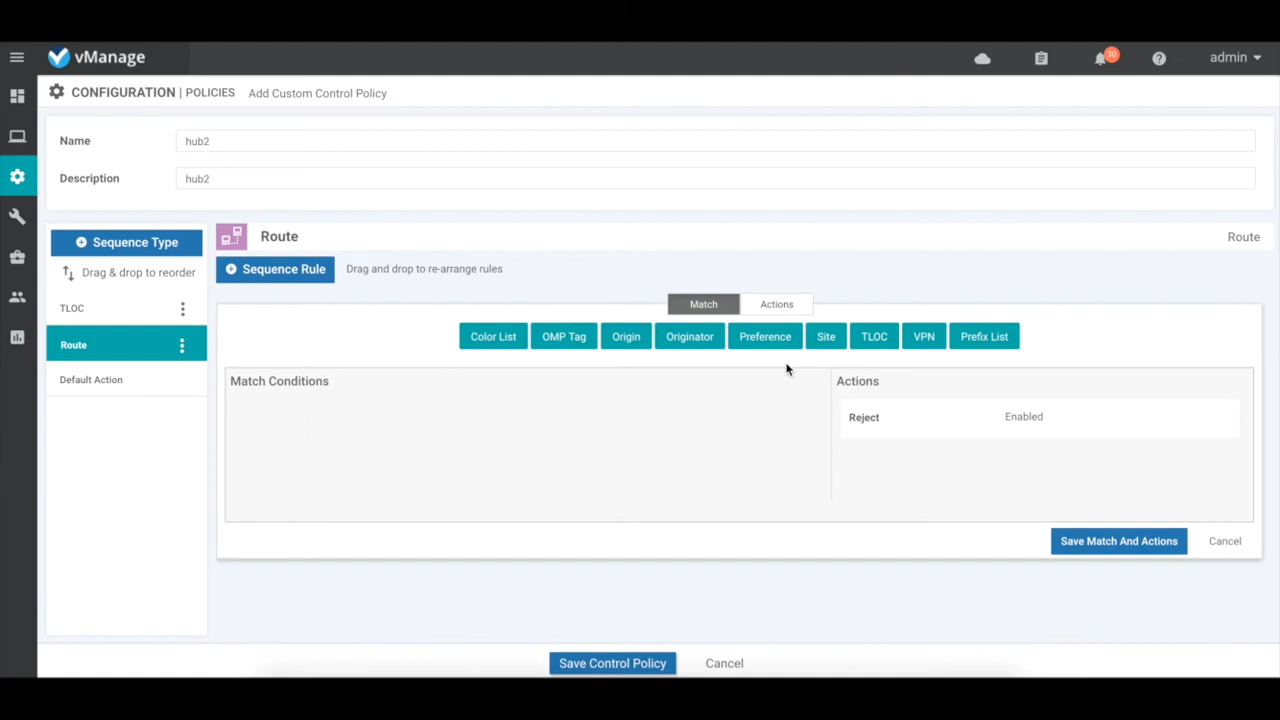 vManage
30
admin
CONFIGURATION | POLICIES Add Custom Control Policy
Name hub2
Description hub2
Sequence Type
Drag & drop to reorder
TLOC
Route
Default Action
Route Route
Sequence Rule Drag and drop to re-arrange rules
Match Actions
Color List OMP Tag Origin Originator Preference Site TLOC VPN Prefix List
Match Conditions Actions
Reject Enabled
Save Match And Actions Cancel
Save Control Policy Cancel